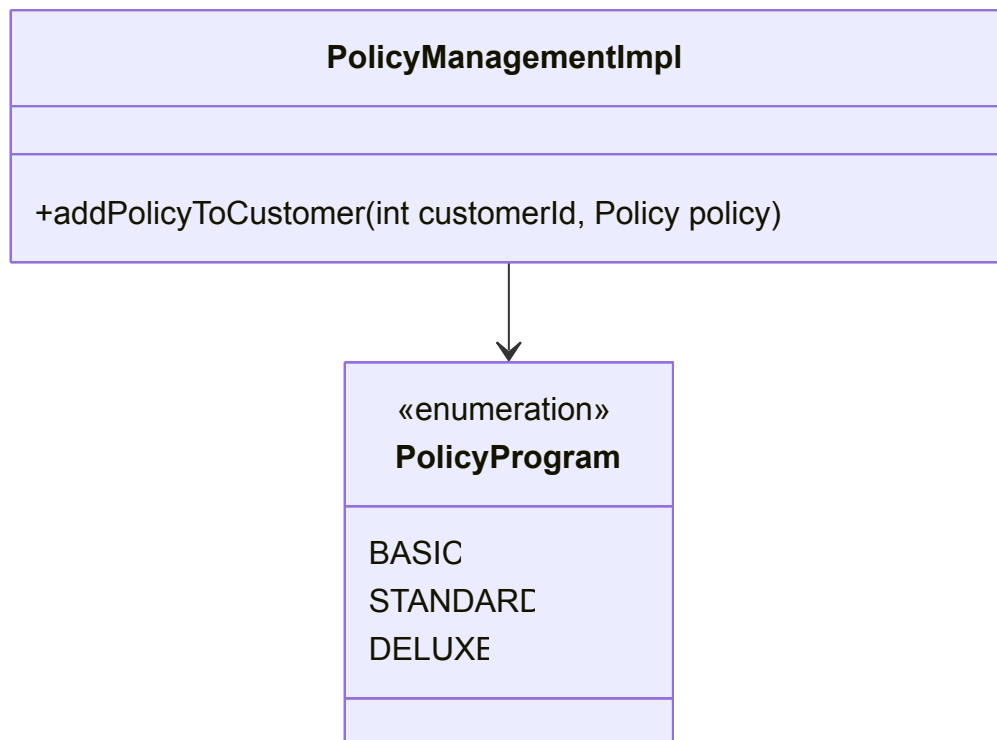 PolicyManagementImpl
+addPolicyToCustomer(int customerId, Policy policy)
«enumeration»
PolicyProgram
BASIC
STANDARD
DELUXE